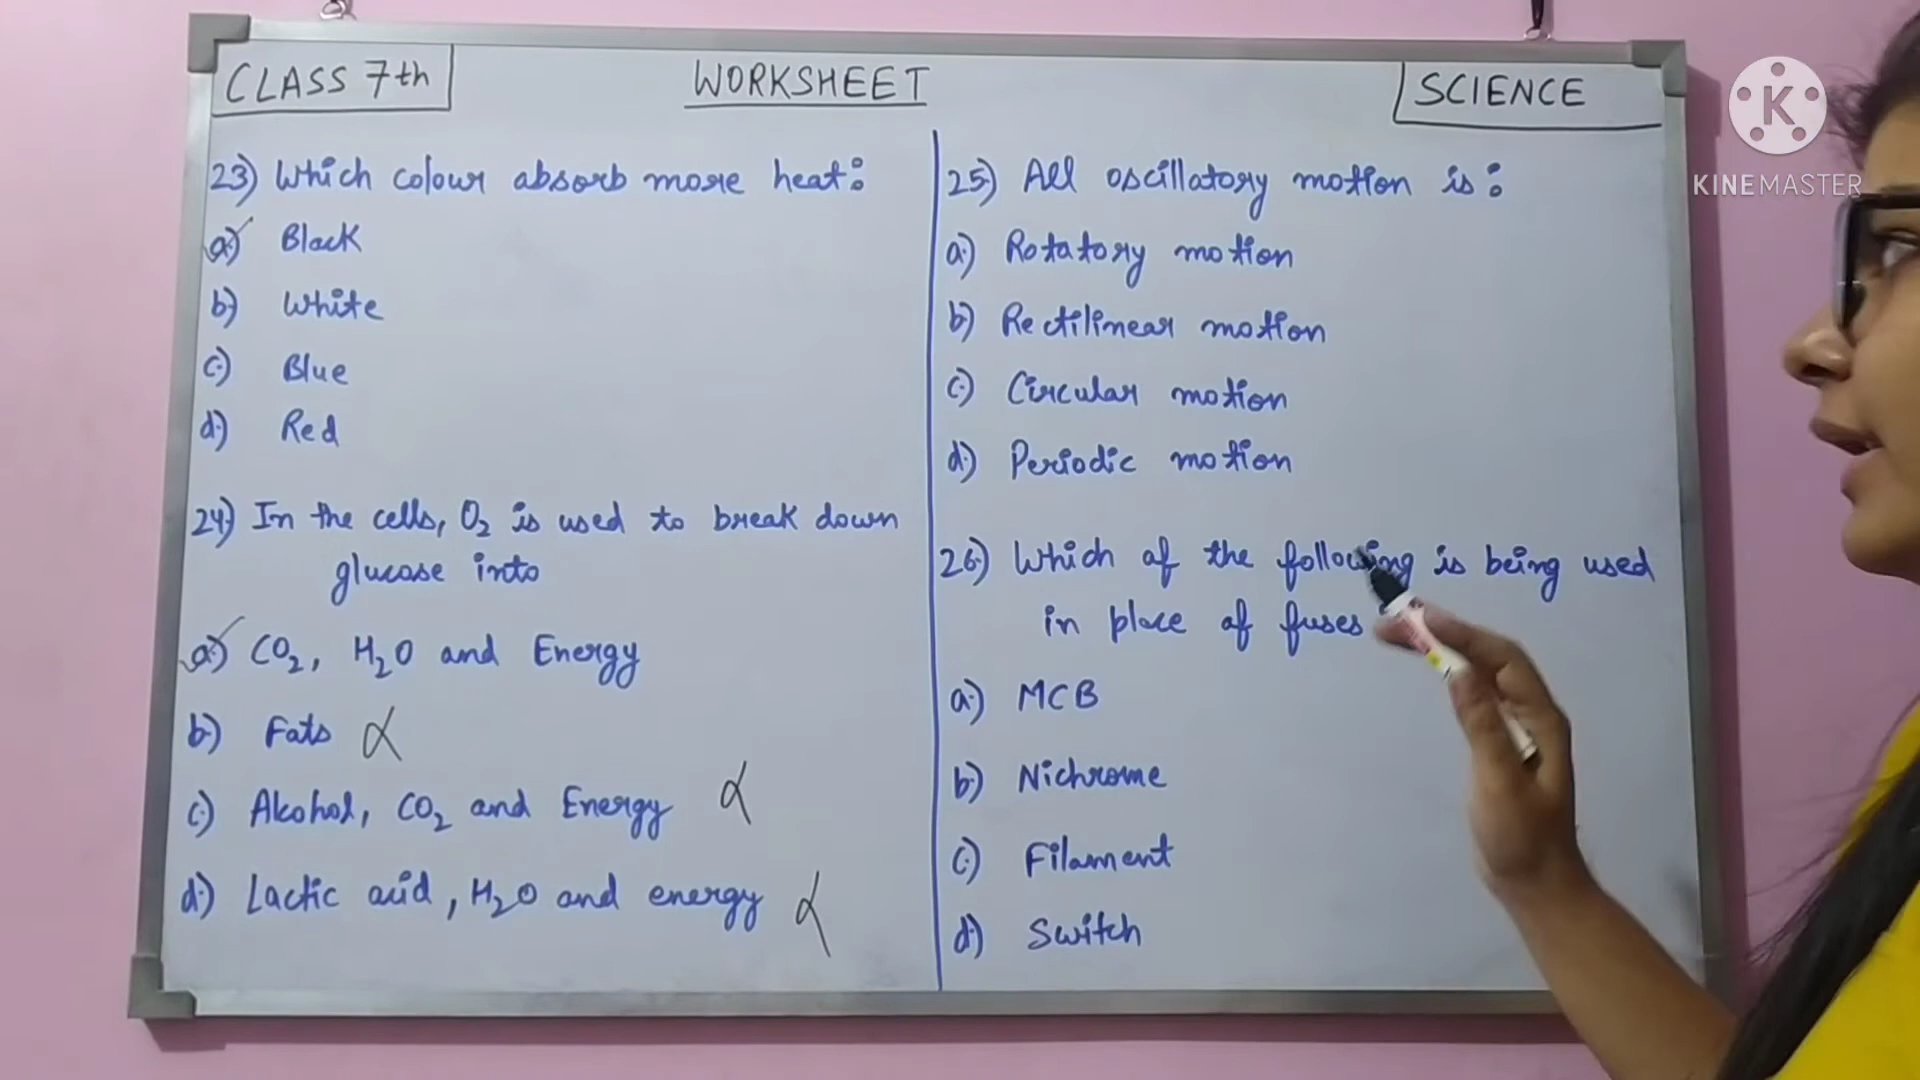 CLASS 7th
WORKSHEET
SCIENCE
K
KINEMASTER
23) Which colour absorb more heat:
a) Black
b) White
c) Blue
d) Red
24) In the cells, O2 is used to break down
glucose into
a) CO2, H2O and Energy
b) Fats
c) Alcohol, CO2 and Energy
d) Lactic acid, H2O and energy
25) All oscillatory motion is:
a) Rotatory motion
b) Rectilinear motion
c) Circular motion
d) Periodic motion
26) Which of the following is being used
in place of fuses
a) MCB
b) Nichrome
c) Filament
d) Switch